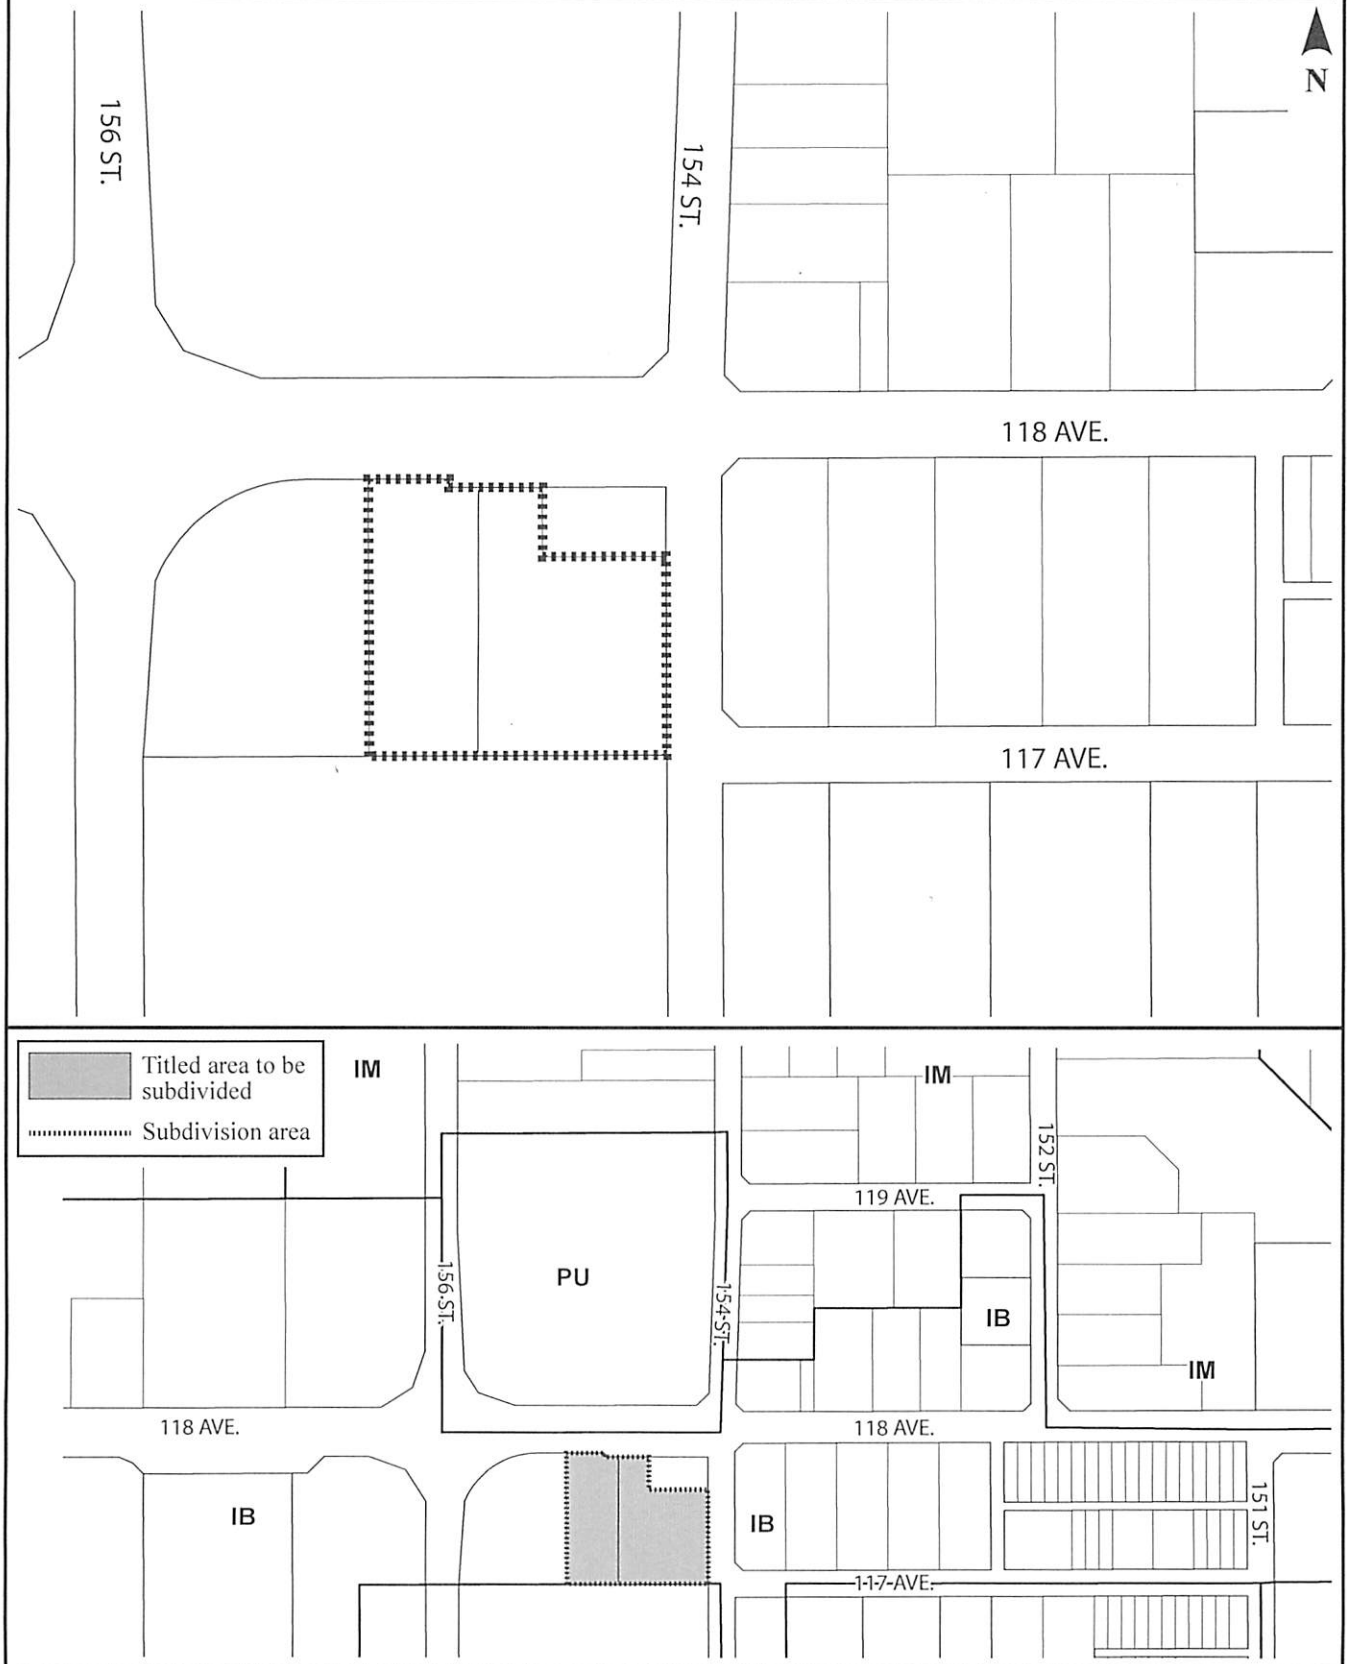 N
156 ST.
154 ST.
118 AVE.
117 AVE.
Titled area to be
subdivided
Subdivision area
IM
IM
152 ST.
119 AVE.
156 ST.
PU
154 ST.
IB
IM
118 AVE.
118 AVE.
IB
IB
151 ST.
117 AVE.